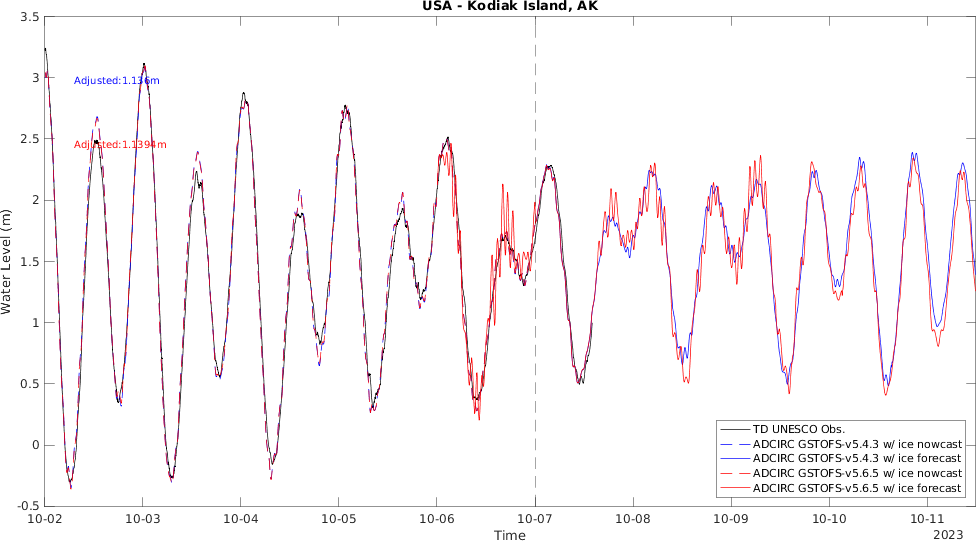 USA - Kodiak Island, AK
3.5
3
2.5
2
1.5
1
0.5
0
-0.5
Water Level (m)
Adjusted:1.136m
Adjusted:1.1394m
TD UNESCO Obs.
ADCIRC GSTOFS-v5.4.3 w/ ice nowcast
ADCIRC GSTOFS-v5.4.3 w/ ice forecast
ADCIRC GSTOFS-v5.6.5 w/ ice nowcast
ADCIRC GSTOFS-v5.6.5 w/ ice forecast
10-02 10-03 10-04 10-05 10-06 10-07 10-08 10-09 10-10 10-11
Time
2023